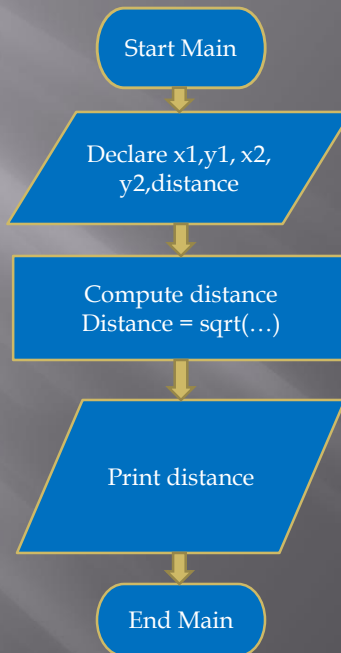 Start Main
Declare x1,y1, x2,
y2,distance
Compute distance
Distance = sqrt(…)
Print distance
End Main